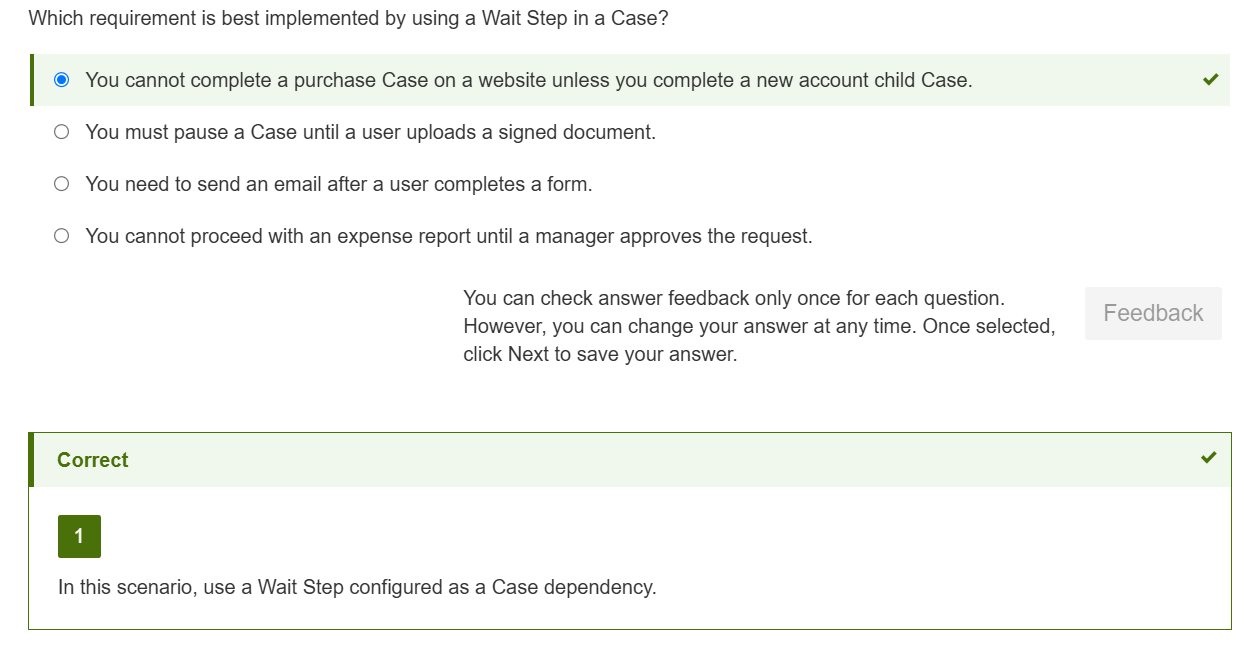 Which requirement is best implemented by using a Wait Step in a Case?
You cannot complete a purchase Case on a website unless you complete a new account child Case.
You must pause a Case until a user uploads a signed document.
You need to send an email after a user completes a form.
You cannot proceed with an expense report until a manager approves the request.
You can check answer feedback only once for each question.
However, you can change your answer at any time. Once selected,
click Next to save your answer.
Feedback
Correct
1
In this scenario, use a Wait Step configured as a Case dependency.